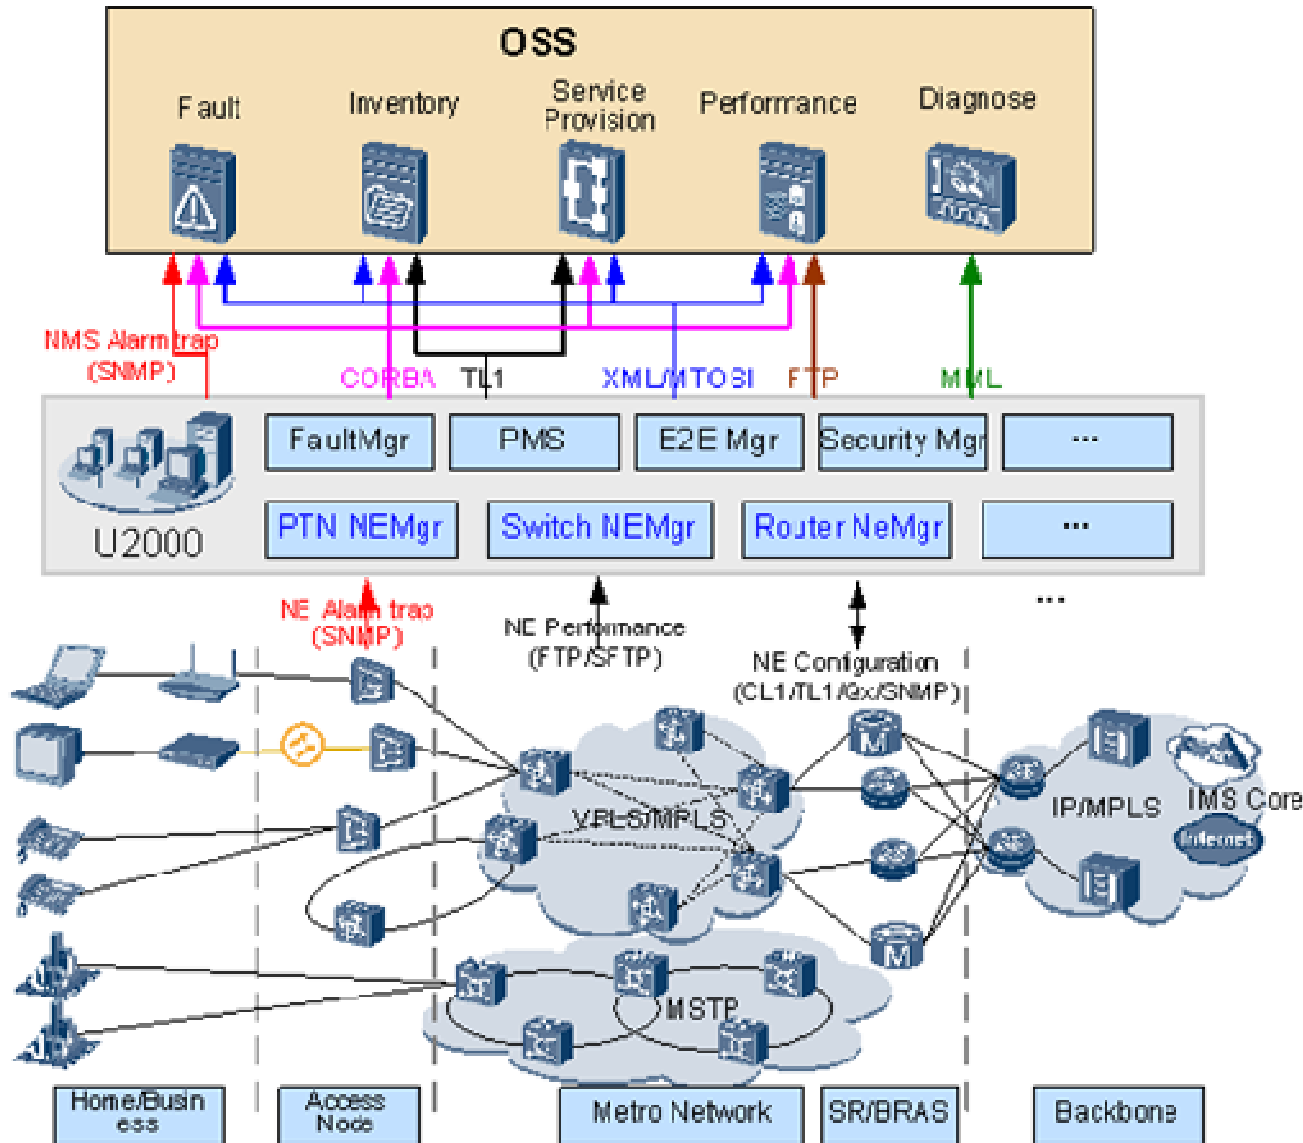 OSS
Fault
Inventory
Service
Provision
Performance
Diagnose
NMS Alarm trap
(SNMP)
CORBA
TL1
XML/MTOSI
FTP
MML
FaultMgr
PMS
E2E Mgr
Security Mgr
...
U2000
PTN NEMgr
Switch NEMgr
Router NeMgr
...
NE Alarm trap
(SNMP)
NE Performance
(FTP/SFTP)
NE Configuration
(CL1/TL1/Qx/SNMP)
...
M
VPLS/MPLS
IP/MPLS
IMS Core
Internet
M
MSTP
Home/Busin
ess
Access
Node
Metro Network
SR/BRAS
Backbone